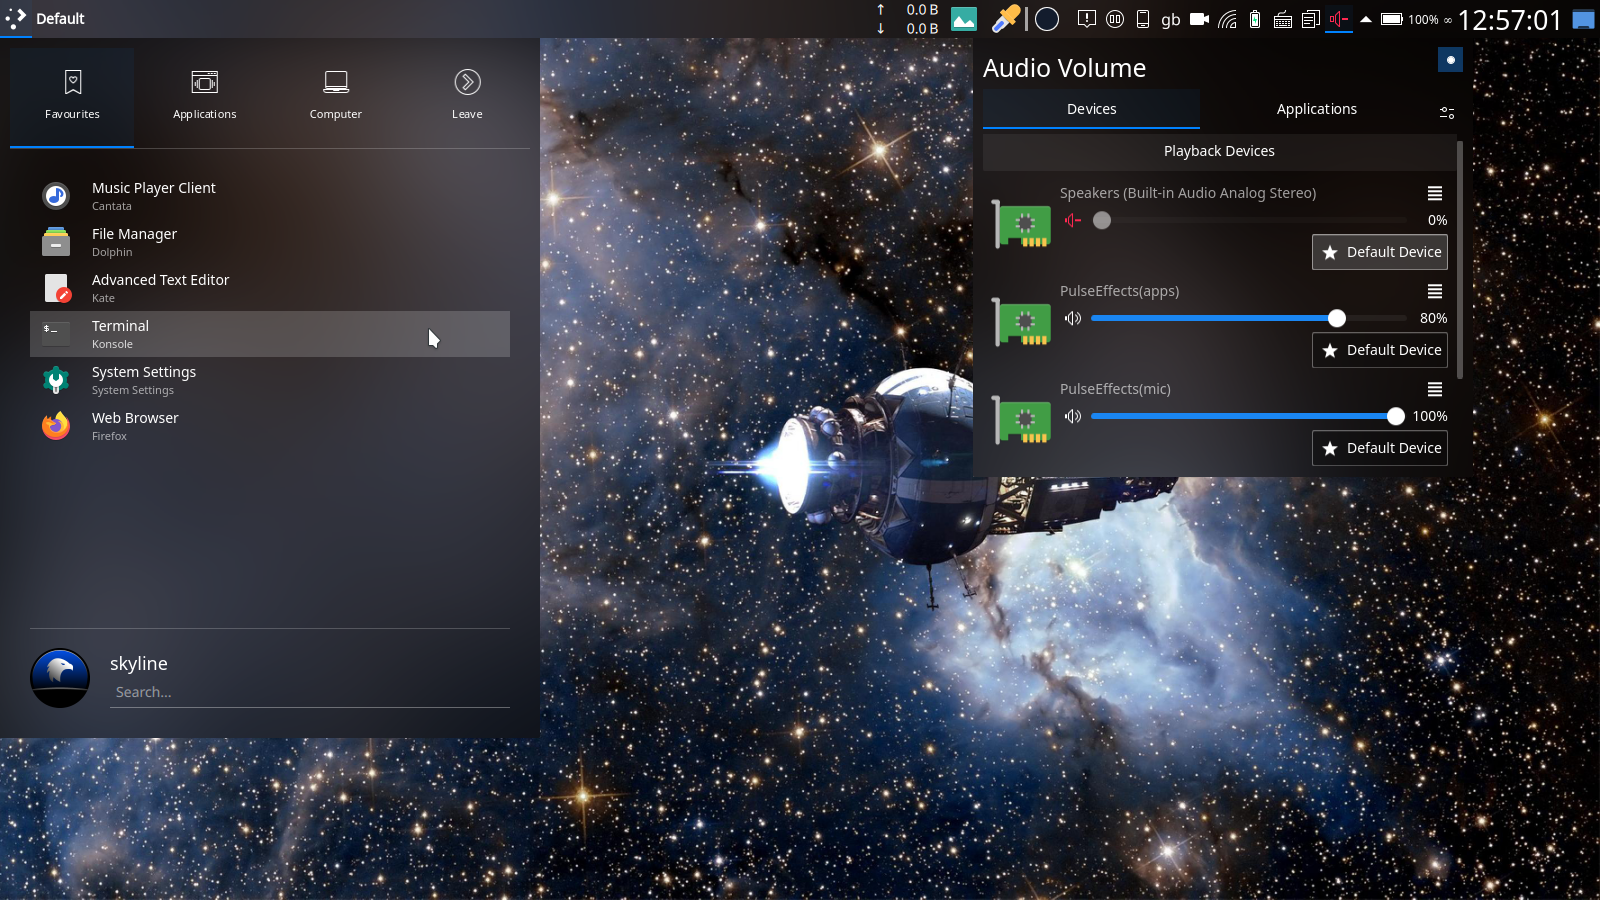 Default
0.0 B
0.0 B
gb
100% ∞
12:57:01
Favourites
Applications
Computer
Leave
Music Player Client
Cantata
File Manager
Dolphin
Advanced Text Editor
Kate
$_
Terminal
Konsole
System Settings
System Settings
Web Browser
Firefox
skyline
Search...
Audio Volume
Devices
Applications
Playback Devices
Speakers (Built-in Audio Analog Stereo)
0%
Default Device
PulseEffects(apps)
80%
Default Device
PulseEffects(mic)
100%
Default Device